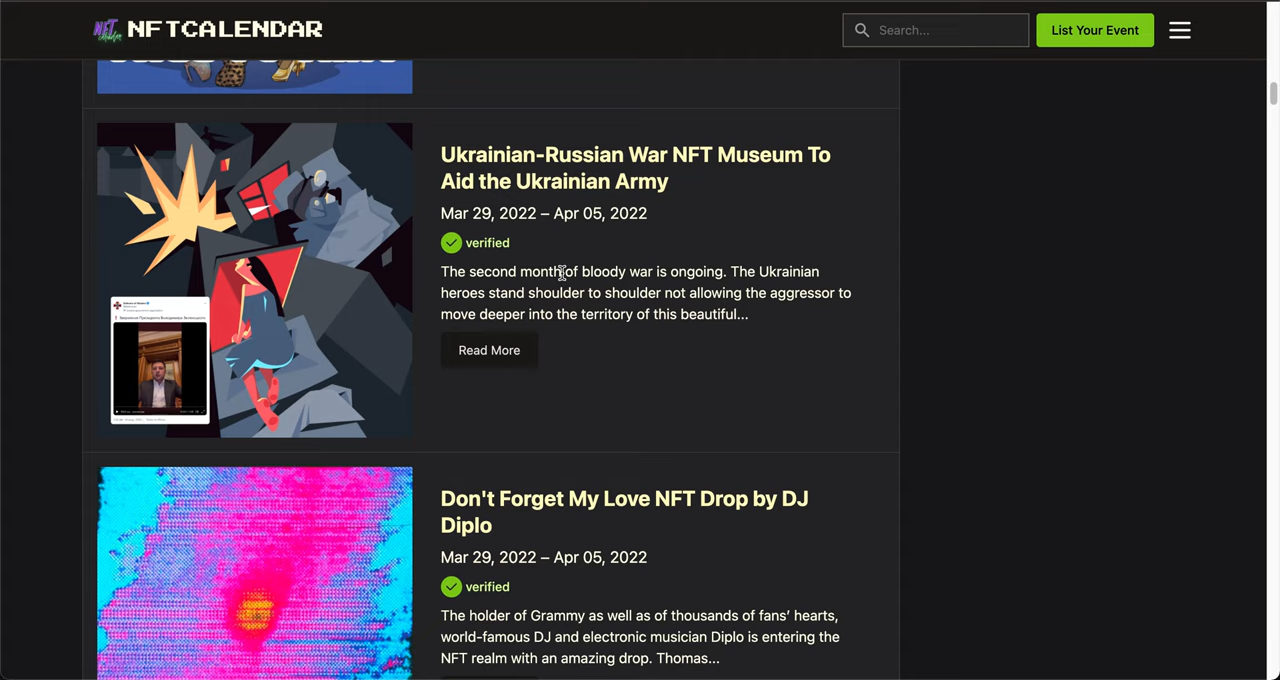 NFTCALENDAR
Search...
List Your Event
Ukrainian-Russian War NFT Museum To
Aid the Ukrainian Army
Mar 29, 2022 – Apr 05, 2022
verified
The second month of bloody war is ongoing. The Ukrainian
heroes stand shoulder to shoulder not allowing the aggressor to
move deeper into the territory of this beautiful...
Read More
Don't Forget My Love NFT Drop by DJ
Diplo
Mar 29, 2022 – Apr 05, 2022
verified
The holder of Grammy as well as of thousands of fans’ hearts,
world-famous DJ and electronic musician Diplo is entering the
NFT realm with an amazing drop. Thomas...